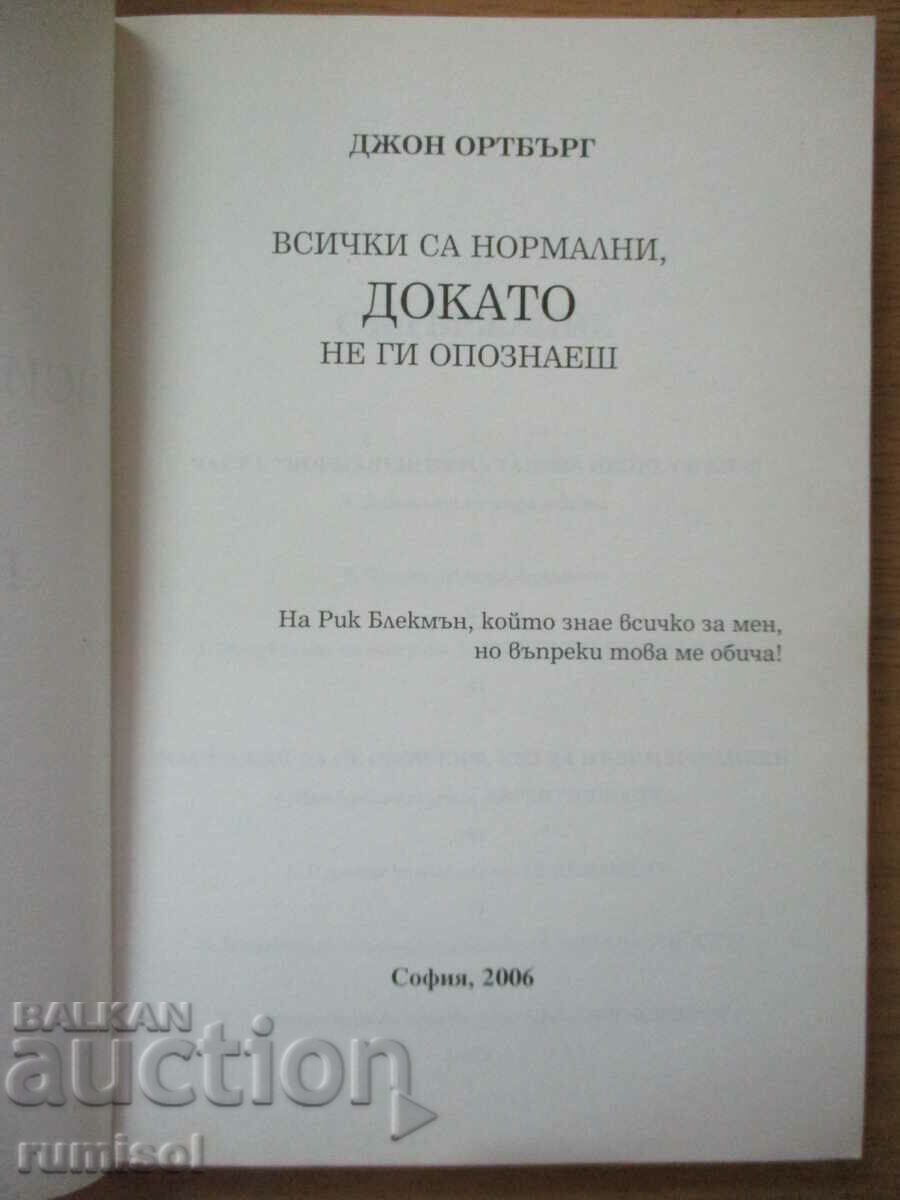 ДЖОН ОРТБЪРГ
ВСИЧКИ СА НОРМАЛНИ,
ДОКАТО
НЕ ГИ ОПОЗНАЕШ
На Рик Блекмън, който знае всичко за мен,
но въпреки това ме обича!
София, 2006
BALKAN
auction
rumisol